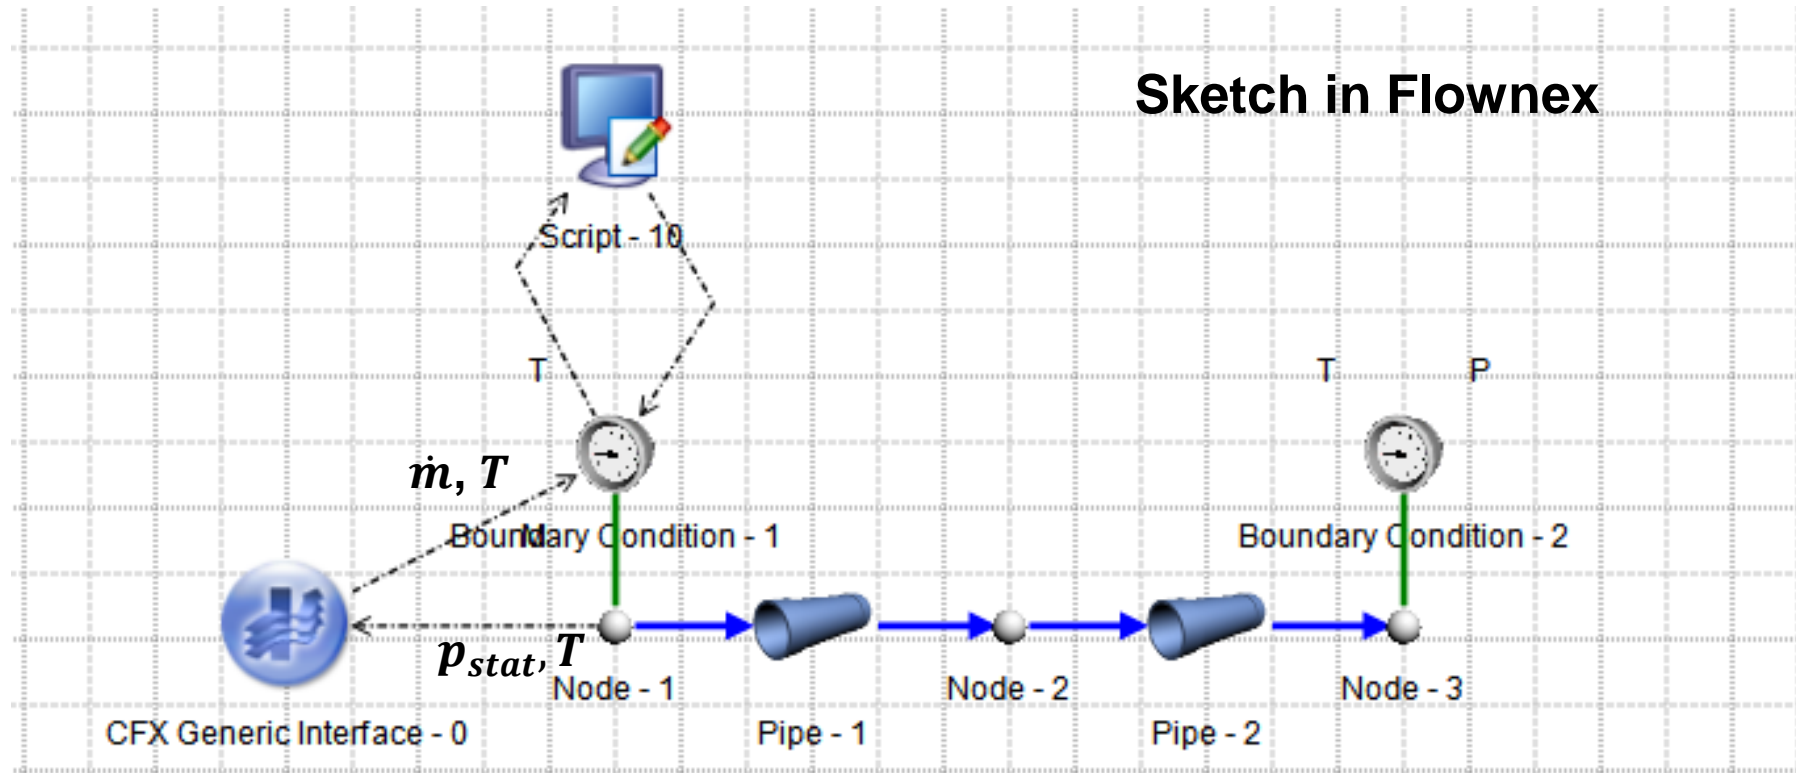 Sketch in Flownex
Script - 10
T
T P
ṁ, T
Boundary Condition - 1
M
Boundary Condition - 2
p_stat, T
Node - 1
Node - 2
Node - 3
CFX Generic Interface - 0
Pipe - 1
Pipe - 2